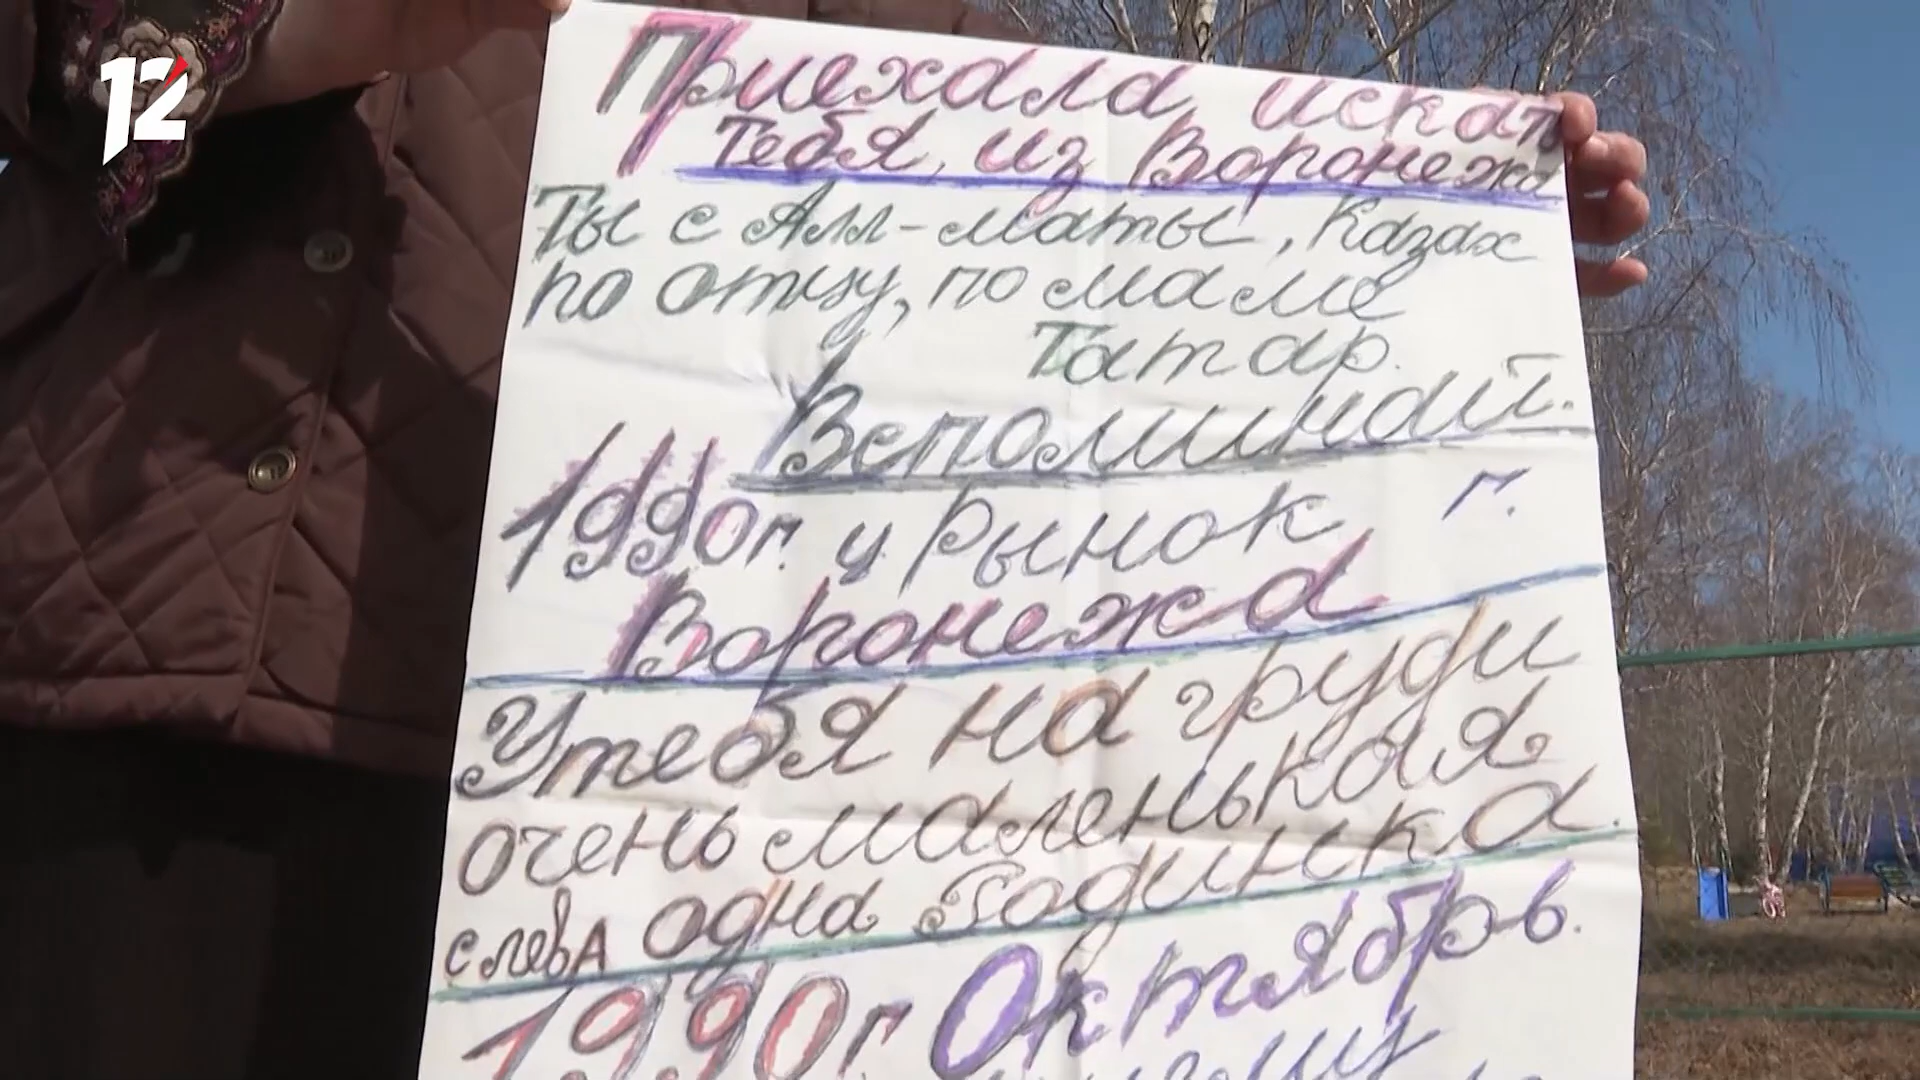 12
Приехала искать
Тебя, из Воронежа
Ты с Алл-маты, Казах
по отцу, по маме
Татар.
Вспоминай.
1990г. у рынок г.
Воронежа
У тебя на груди
очень маленькая
слева одна Родинка.
1990г Октябрь.